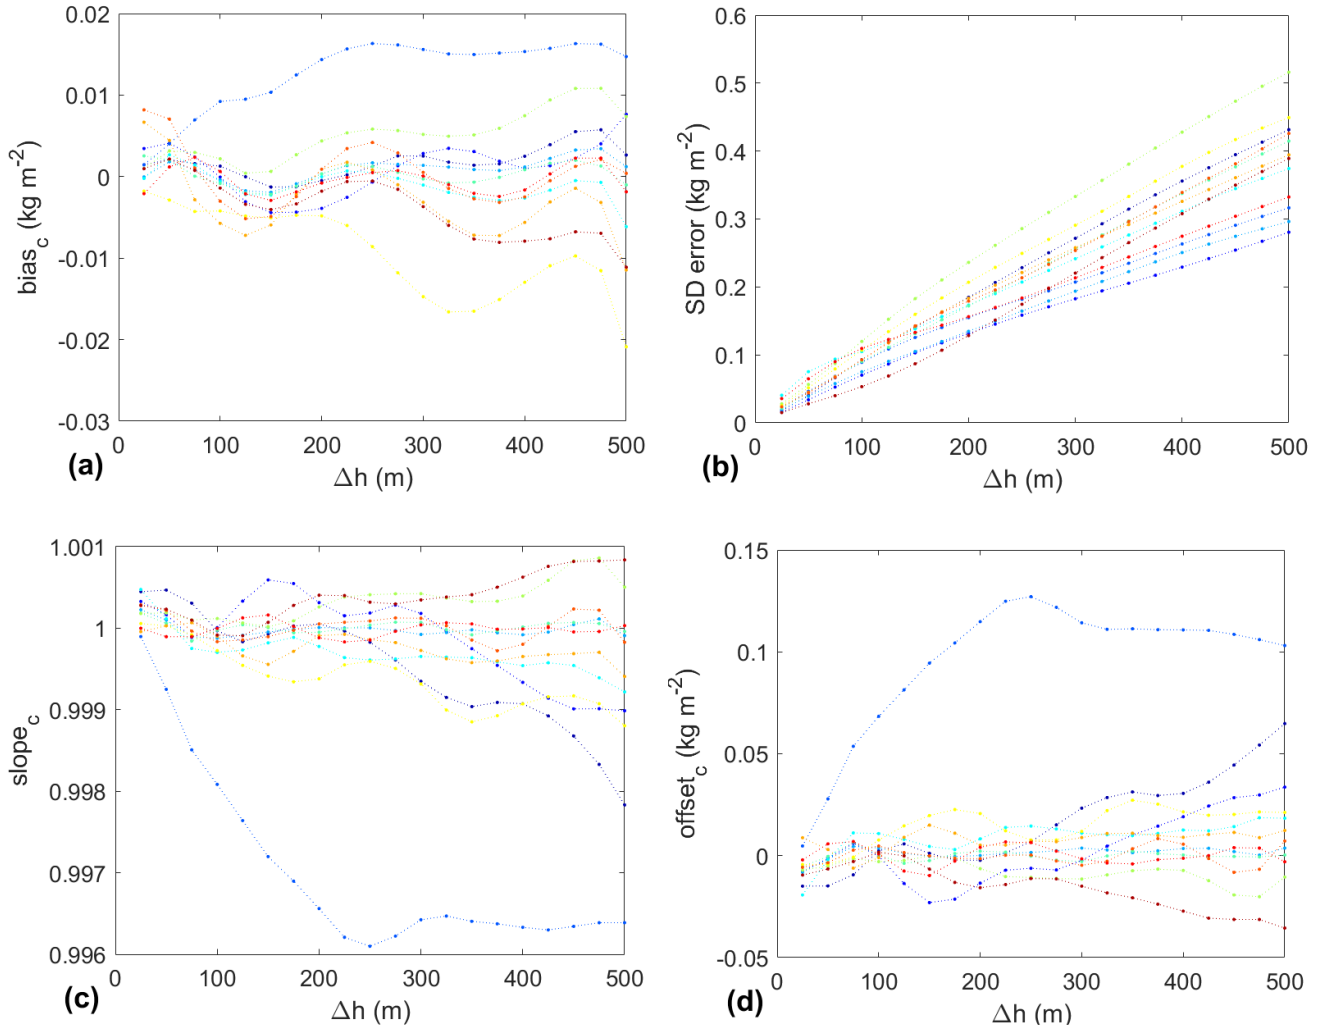 0.02
0.01
0
-0.01
-0.02
-0.03
bias_c (kg m^-2)
0 100 200 300 400 500
Δh (m)
(a)
0.6
0.5
0.4
0.3
0.2
0.1
0
SD error (kg m^-2)
0 100 200 300 400 500
Δh (m)
(b)
1.001
1
0.999
0.998
0.997
0.996
slope_c
0 100 200 300 400 500
Δh (m)
(c)
0.15
0.1
0.05
0
-0.05
offset_c (kg m^-2)
0 100 200 300 400 500
Δh (m)
(d)